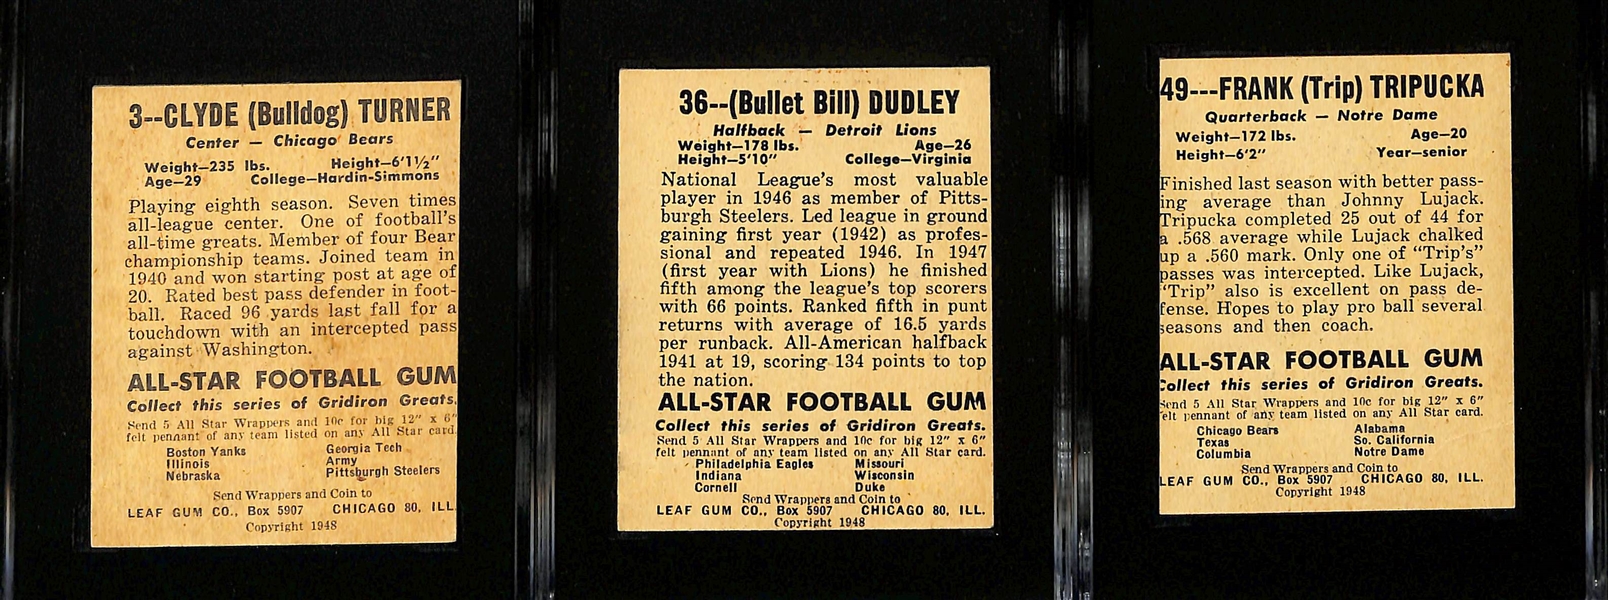 3--CLYDE (Bulldog) TURNER
Center — Chicago Bears
Weight—235 lbs. Height—6'1½"
Age—29 College—Hardin-Simmons
Playing eighth season. Seven times
all-league center. One of football's
all-time greats. Member of four Bear
championship teams. Joined team in
1940 and won starting post at age of
20. Rated best pass defender in foot-
ball. Raced 96 yards last fall for a
touchdown with an intercepted pass
against Washington.
ALL-STAR FOOTBALL GUM
Collect this series of Gridiron Greats.
Send 5 All Star Wrappers and 10c for big 12" x 6"
felt pennant of any team listed on any All Star card.
Boston Yanks Georgia Tech
Illinois Army
Nebraska Pittsburgh Steelers
Send Wrappers and Coin to
LEAF GUM CO., Box 5907 CHICAGO 80, ILL.
Copyright 1948
36--(Bullet Bill) DUDLEY
Halfback — Detroit Lions
Weight—178 lbs. Age—26
Height—5'10" College—Virginia
National League's most valuable
player in 1946 as member of Pitts-
burgh Steelers. Led league in ground
gaining first year (1942) as profes-
sional and repeated 1946. In 1947
(first year with Lions) he finished
fifth among the league's top scorers
with 66 points. Ranked fifth in punt
returns with average of 16.5 yards
per runback. All-American halfback
1941 at 19, scoring 134 points to top
the nation.
ALL-STAR FOOTBALL GUM
Collect this series of Gridiron Greats.
Send 5 All Star Wrappers and 10c for big 12" x 6"
felt pennant of any team listed on any All Star card.
Philadelphia Eagles Missouri
Indiana Wisconsin
Cornell Duke
Send Wrappers and Coin to
LEAF GUM CO., Box 5907 CHICAGO 80, ILL.
Copyright 1948
49---FRANK (Trip) TRIPUCKA
Quarterback — Notre Dame
Weight—172 lbs. Age—20
Height—6'2" Year—senior
Finished last season with better pass-
ing average than Johnny Lujack.
Tripucka completed 25 out of 44 for
a .568 average while Lujack chalked
up a .560 mark. Only one of "Trip's"
passes was intercepted. Like Lujack,
"Trip" also is excellent on pass de-
fense. Hopes to play pro ball several
seasons and then coach.
ALL-STAR FOOTBALL GUM
Collect this series of Gridiron Greats.
Send 5 All Star Wrappers and 10c for big 12" x 6"
felt pennant of any team listed on any All Star card.
Chicago Bears Alabama
Texas So. California
Columbia Notre Dame
Send Wrappers and Coin to
LEAF GUM CO., Box 5907 CHICAGO 80, ILL.
Copyright 1948